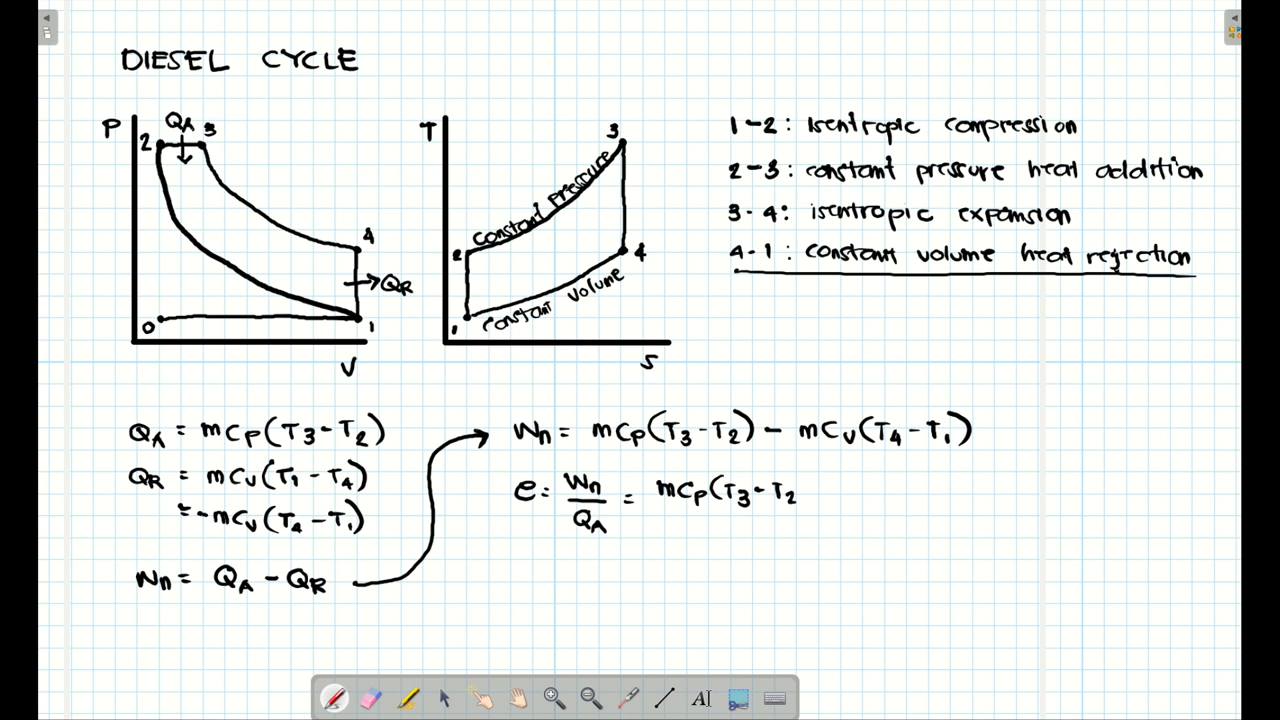 DIESEL CYCLE
P
QA
2
3
4
QR
0
1
V
T
3
constant pressure
2
4
constant volume
1
S
1-2: isentropic compression
2-3: constant pressure heat addition
3-4: isentropic expansion
4-1: constant volume heat rejection
QA = mCp(T3-T2)
QR = mCv(T1-T4)
= -mCv(T4-T1)
Wn = QA - QR
Wn = mCp(T3-T2) - mCv(T4-T1)
e = Wn/QA = mCp(T3-T2
AI